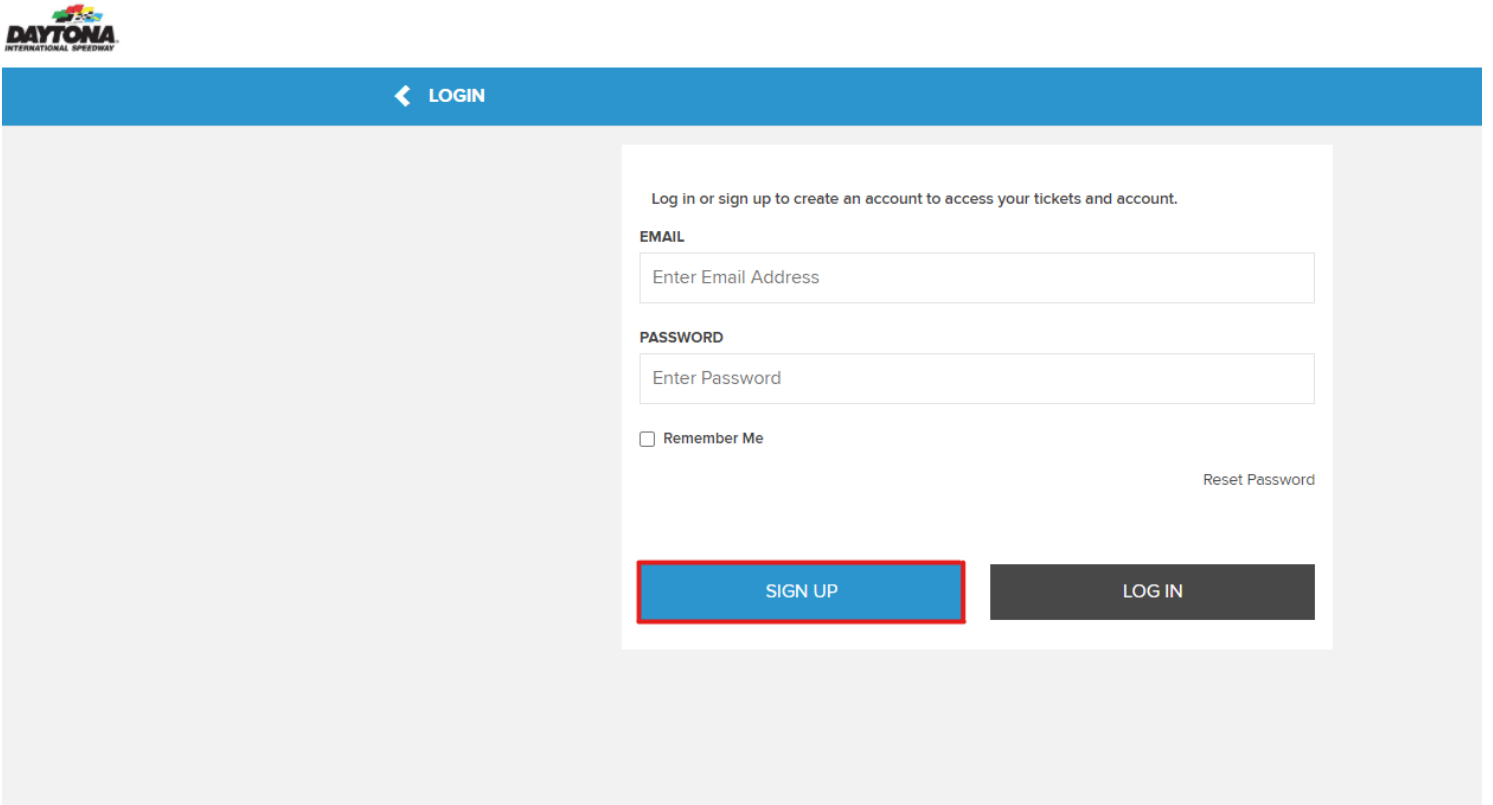 DAYTONA
INTERNATIONAL SPEEDWAY
LOGIN
Log in or sign up to create an account to access your tickets and account.
EMAIL
Enter Email Address
PASSWORD
Enter Password
Remember Me
Reset Password
SIGN UP
LOG IN